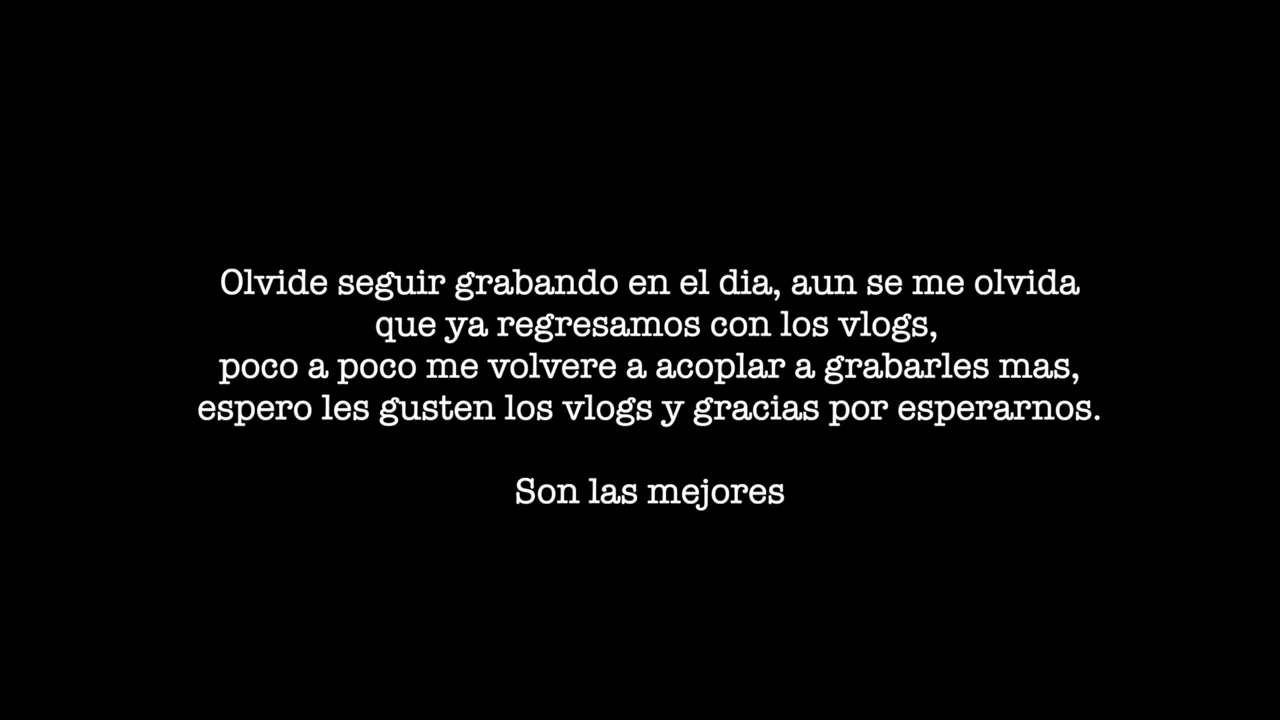 Olvide seguir grabando en el dia, aun se me olvida
que ya regresamos con los vlogs,
poco a poco me volvere a acoplar a grabarles mas,
espero les gusten los vlogs y gracias por esperarnos.
Son las mejores